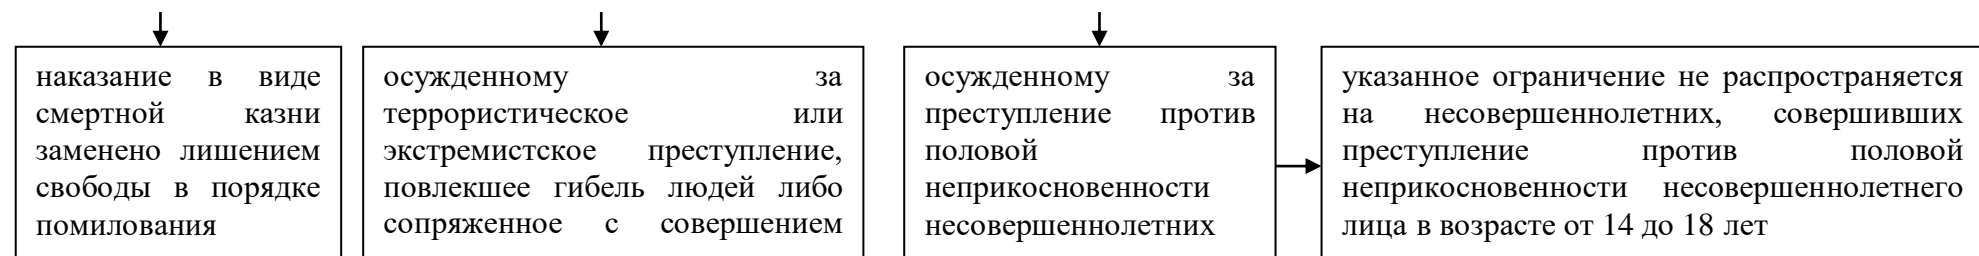 наказание в виде
смертной казни
заменено лишением
свободы в порядке
помилования
осужденному за
террористическое или
экстремистское преступление,
повлекшее гибель людей либо
сопряженное с совершением
осужденному за
преступление против
половой
неприкосновенности
несовершеннолетних
указанное ограничение не распространяется
на несовершеннолетних, совершивших
преступление против половой
неприкосновенности несовершеннолетнего
лица в возрасте от 14 до 18 лет